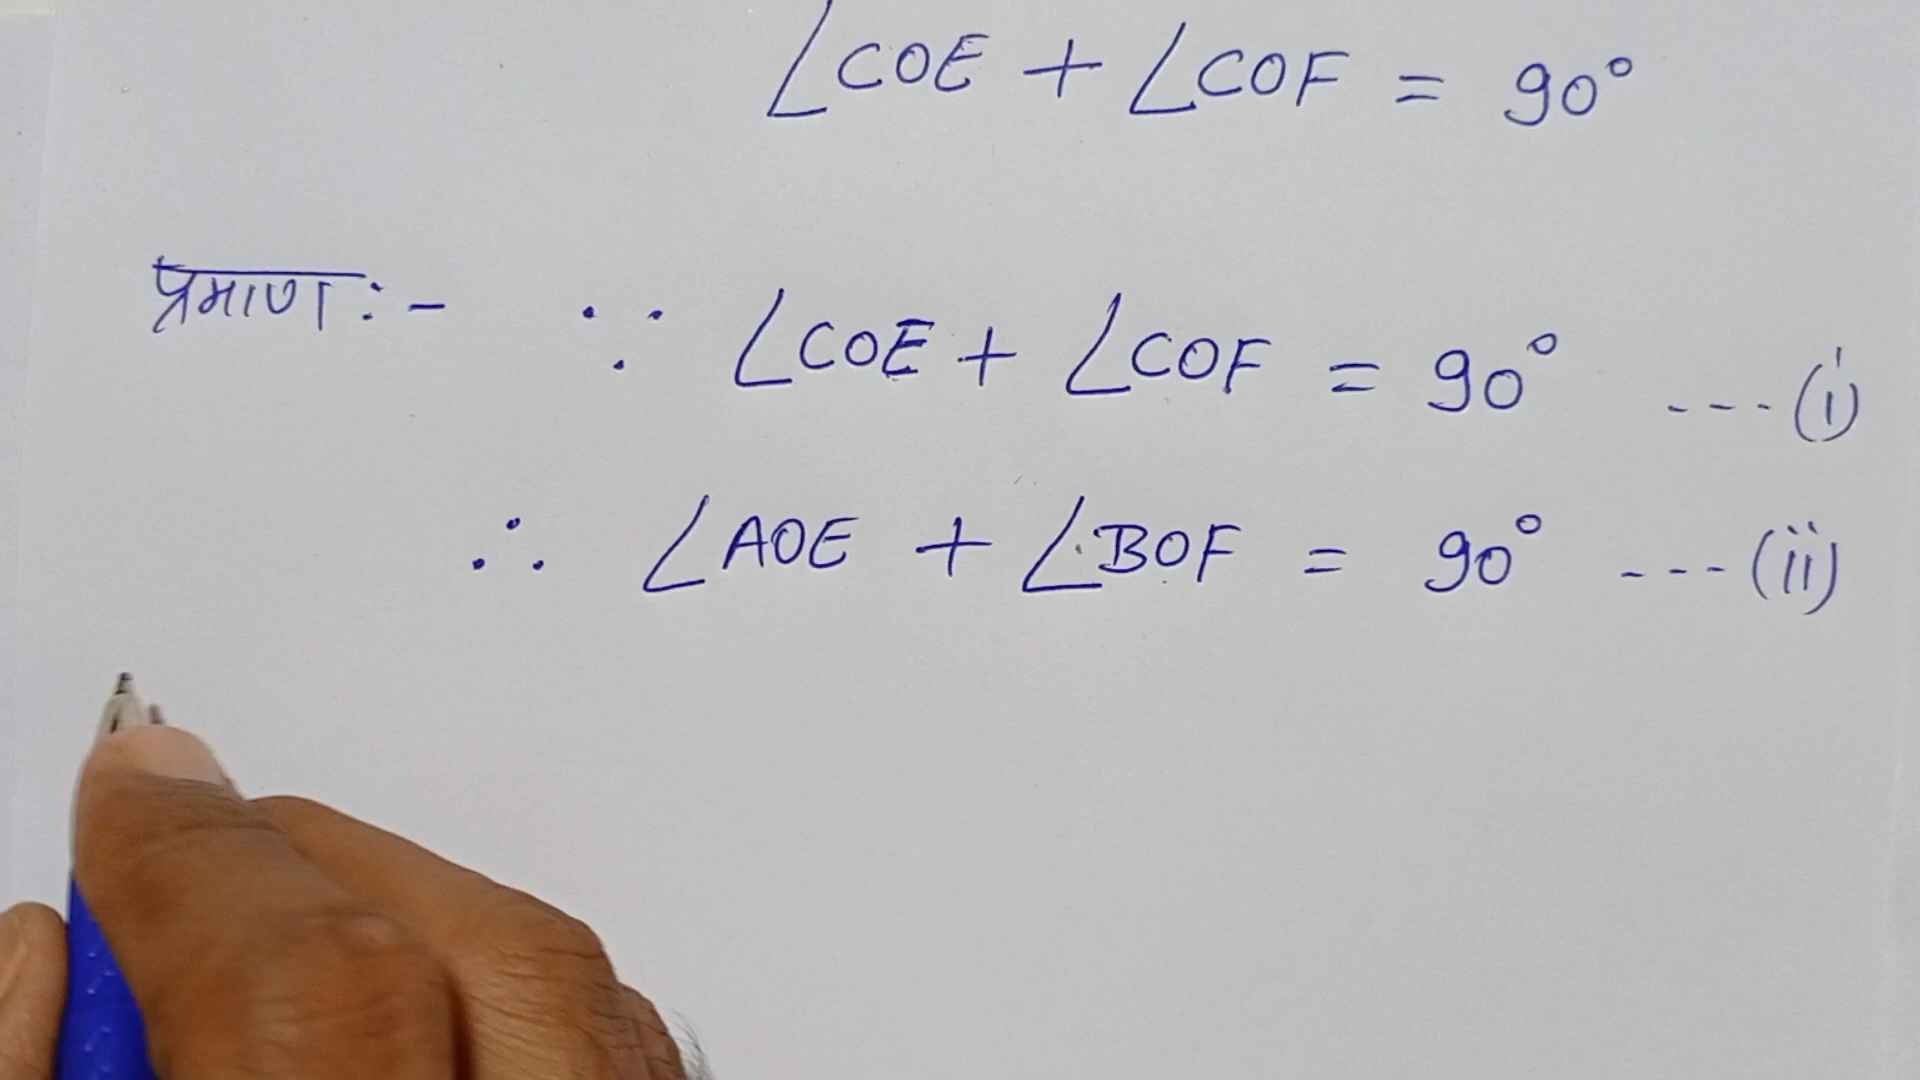 ∠COE + ∠COF = 90°
प्रमाण :- ∵ ∠COE + ∠COF = 90° ---(i)
∴ ∠AOE + ∠BOF = 90° ---(ii)